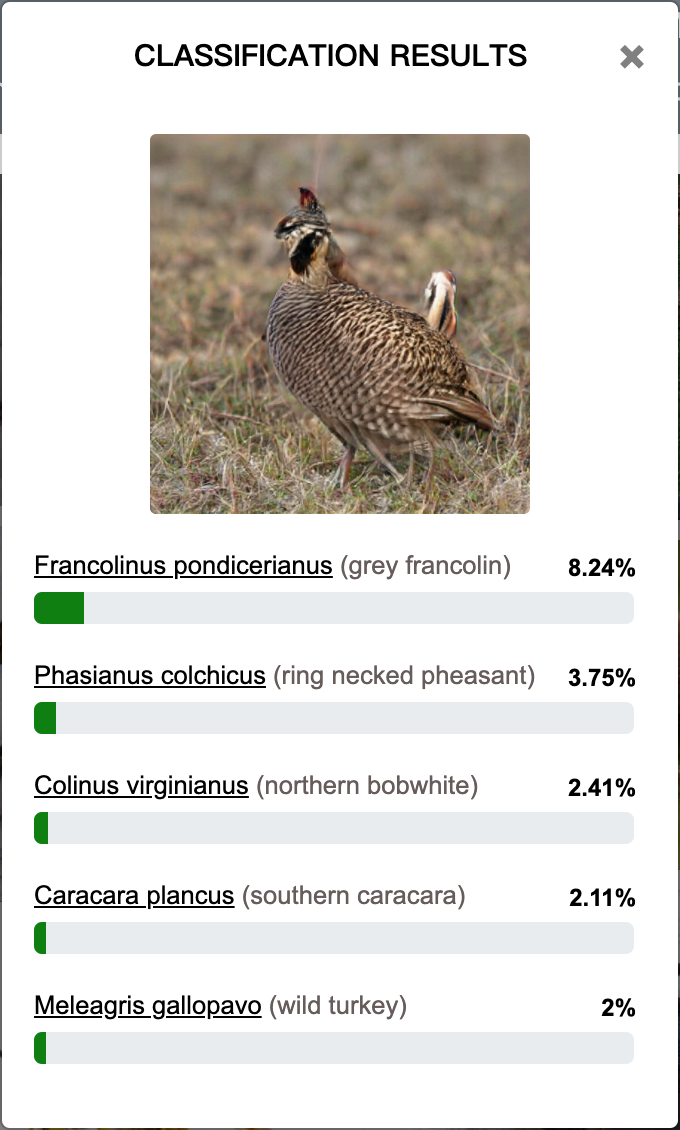 CLASSIFICATION RESULTS
Francolinus pondicerianus (grey francolin) 8.24%
Phasianus colchicus (ring necked pheasant) 3.75%
Colinus virginianus (northern bobwhite) 2.41%
Caracara plancus (southern caracara) 2.11%
Meleagris gallopavo (wild turkey) 2%